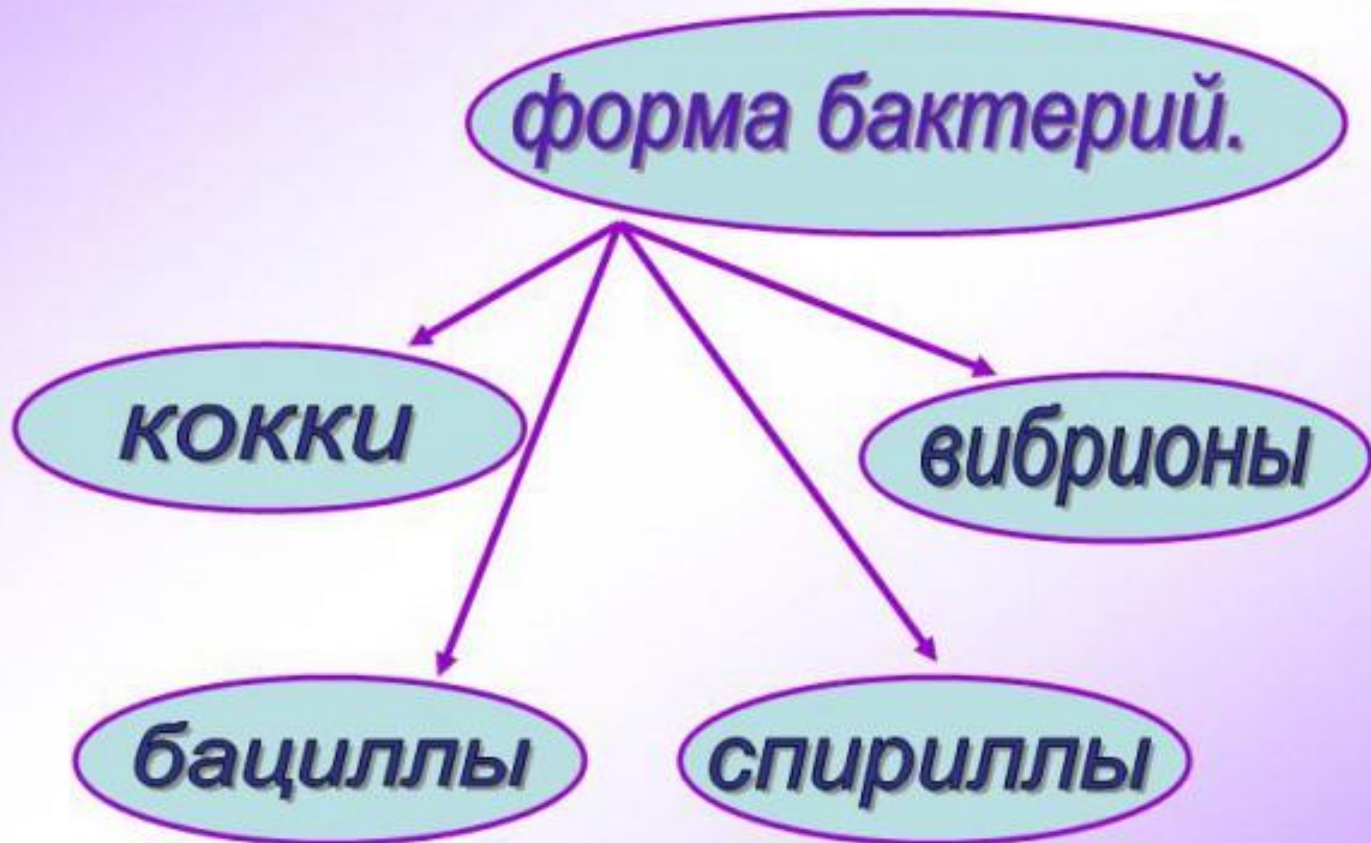 форма бактерий.
кокки
вибрионы
бациллы
спириллы